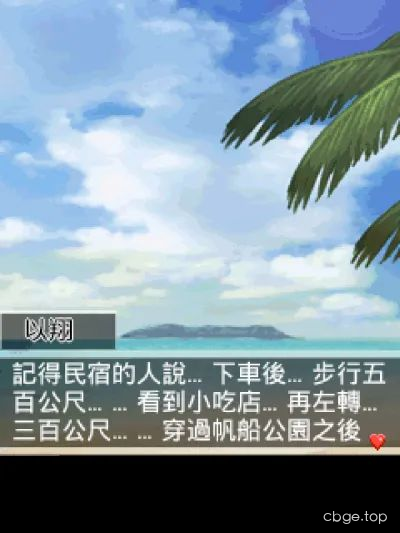 以翔
記得民宿的人說… 下車後… 步行五
百公尺… … 看到小吃店… 再左轉…
三百公尺… … 穿過帆船公園之後
cbge.top